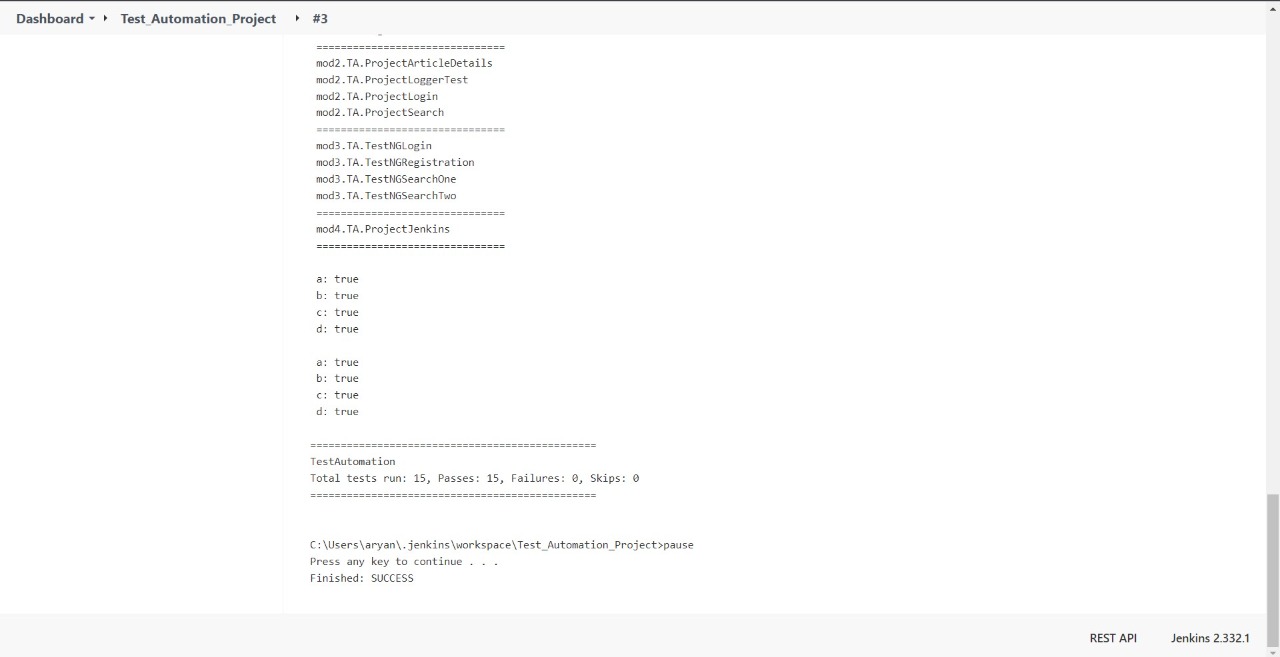 Dashboard Test_Automation_Project #3
===============================
mod2.TA.ProjectArticleDetails
mod2.TA.ProjectLoggerTest
mod2.TA.ProjectLogin
mod2.TA.ProjectSearch
===============================
mod3.TA.TestNGLogin
mod3.TA.TestNGRegistration
mod3.TA.TestNGSearchOne
mod3.TA.TestNGSearchTwo
===============================
mod4.TA.ProjectJenkins
===============================
a: true
b: true
c: true
d: true
a: true
b: true
c: true
d: true
===============================================
TestAutomation
Total tests run: 15, Passes: 15, Failures: 0, Skips: 0
===============================================
C:\Users\aryan\.jenkins\workspace\Test_Automation_Project>pause
Press any key to continue . . .
Finished: SUCCESS
REST API Jenkins 2.332.1